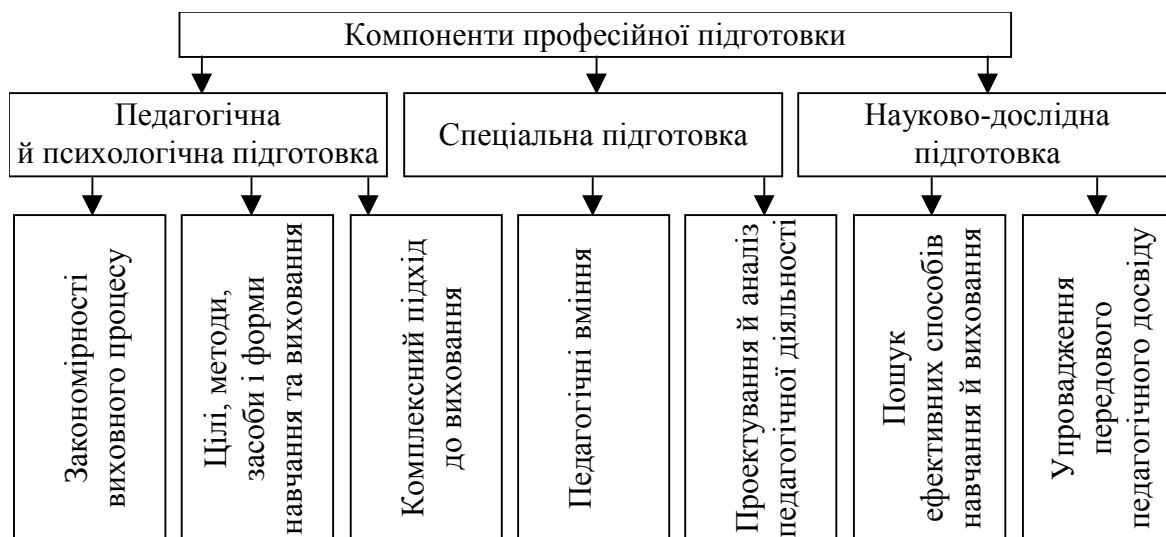 Компоненти професійної підготовки
Педагогічна
й психологічна підготовка
Спеціальна підготовка
Науково-дослідна
підготовка
Закономірності
виховного процесу
Цілі, методи,
засоби і форми
навчання та виховання
Комплексний підхід
до виховання
Педагогічні вміння
Проектування й аналіз
педагогічної діяльності
Пошук
ефективних способів
навчання й виховання
Упровадження
передового
педагогічного досвіду